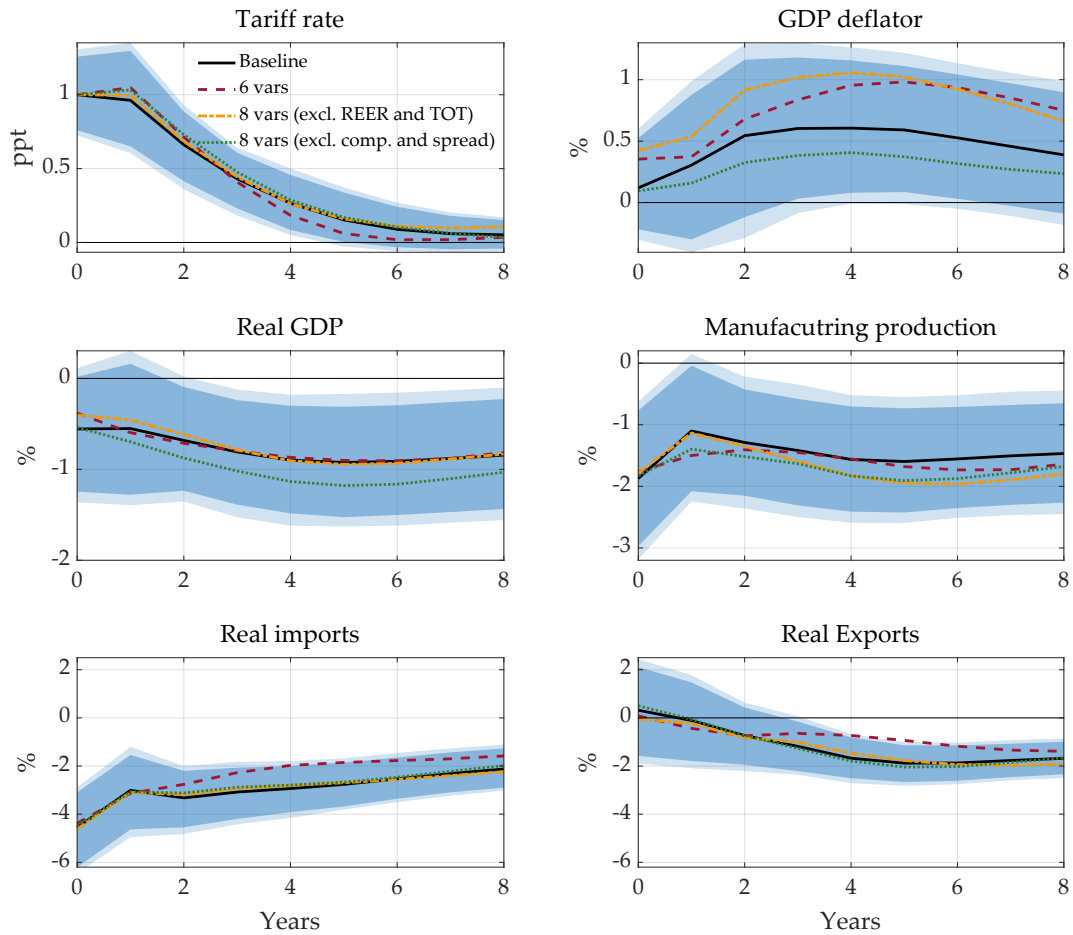 Tariff rate
GDP deflator
Baseline
6 vars
8 vars (excl. REER and TOT)
8 vars (excl. comp. and spread)
ppt
1
0.5
0
0 2 4 6 8
%
1
0.5
0
0 2 4 6 8
Real GDP
Manufacutring production
%
0
-1
-2
0 2 4 6 8
%
0
-1
-2
-3
0 2 4 6 8
Real imports
Real Exports
%
2
0
-2
-4
-6
0 2 4 6 8
Years
%
2
0
-2
-4
-6
0 2 4 6 8
Years